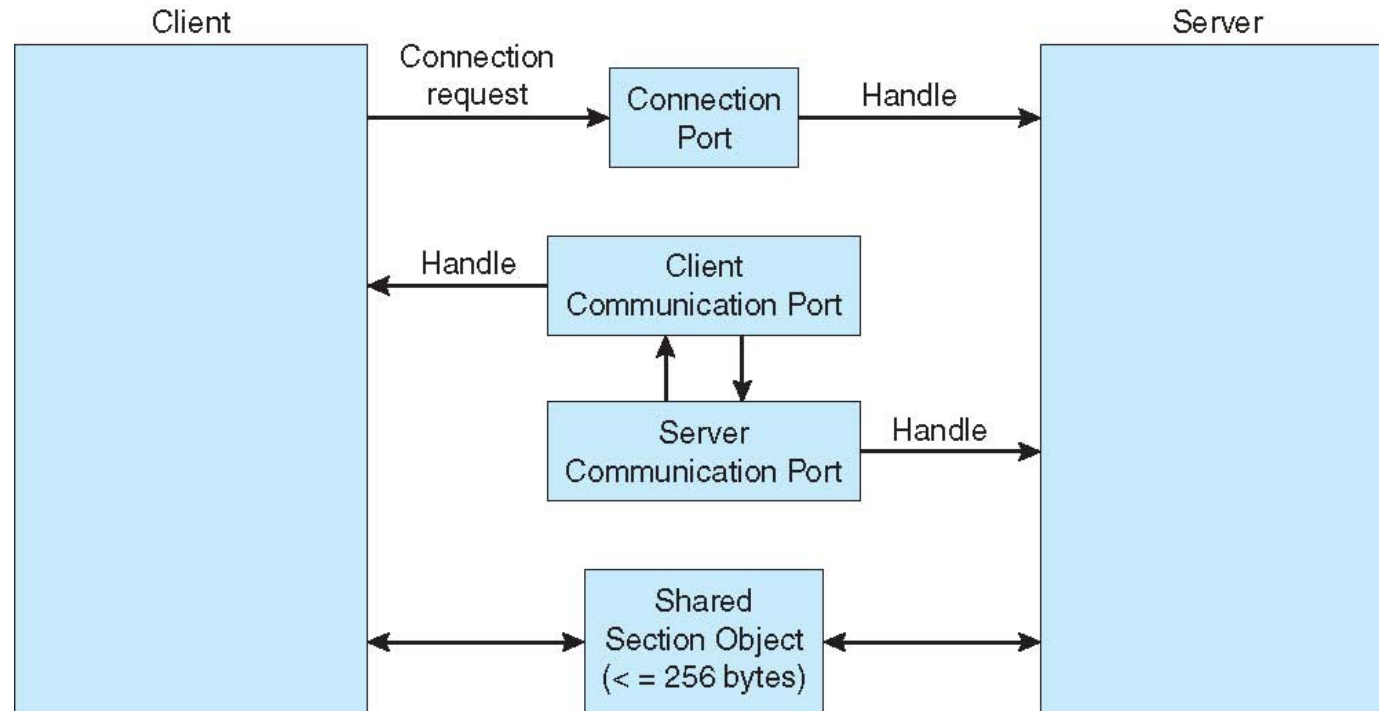 Client
Server
Connection
request
Connection
Port
Handle
Handle
Client
Communication Port
Server
Communication Port
Handle
Shared
Section Object
(< = 256 bytes)